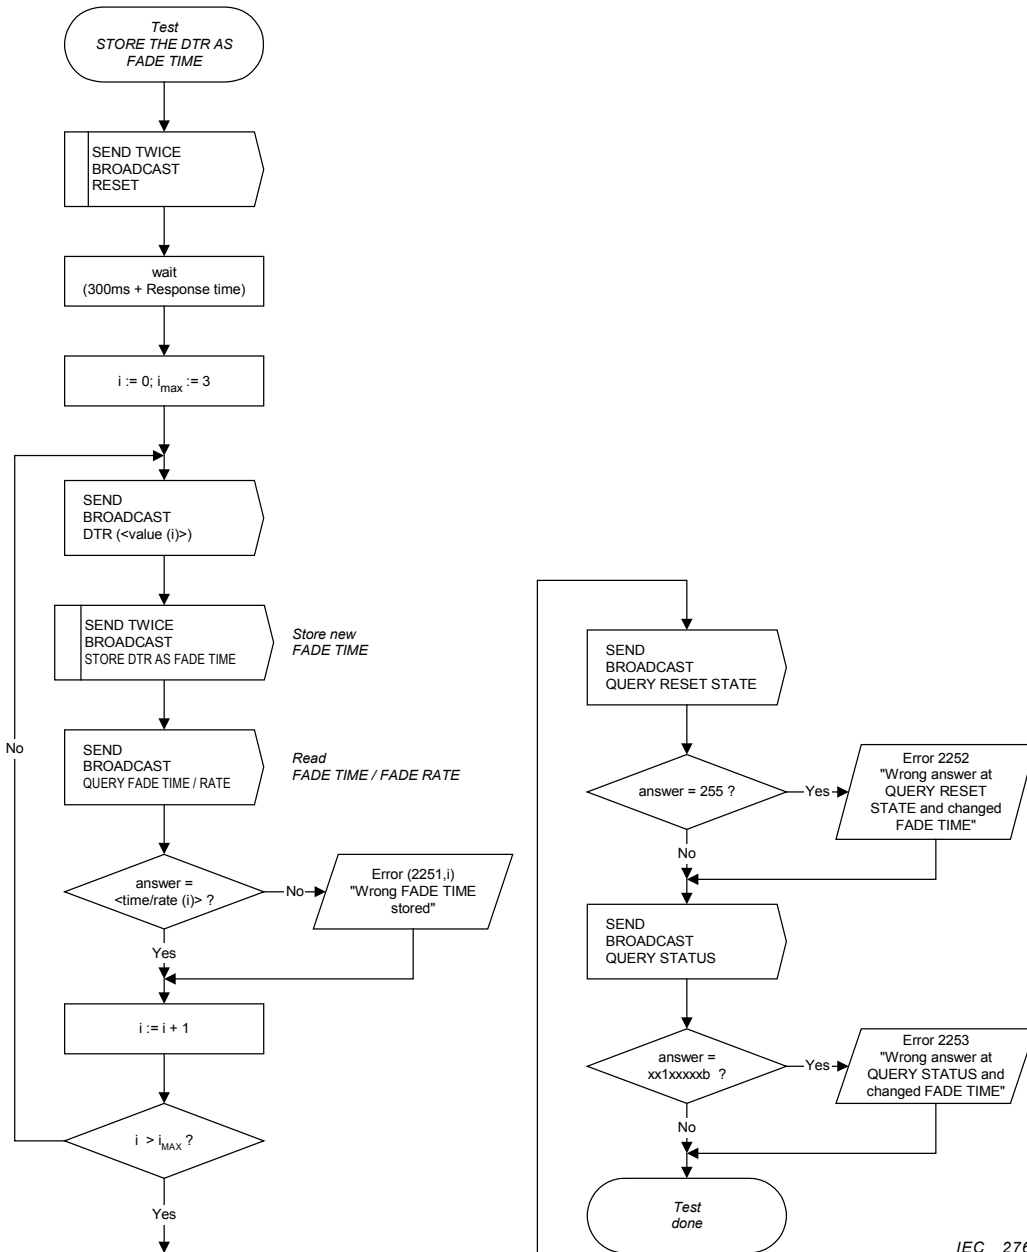 Test
STORE THE DTR AS
FADE TIME
SEND TWICE
BROADCAST
RESET
wait
(300ms + Response time)
i := 0; imax := 3
SEND
BROADCAST
DTR (<value (i)>)
SEND TWICE
BROADCAST
STORE DTR AS FADE TIME
Store new
FADE TIME
No
SEND
BROADCAST
QUERY FADE TIME / RATE
Read
FADE TIME / FADE RATE
answer =
<time/rate (i)> ?
No
Error (2251,i)
"Wrong FADE TIME
stored"
Yes
i := i + 1
i > iMAX ?
Yes
SEND
BROADCAST
QUERY RESET STATE
answer = 255 ?
Yes
Error 2252
"Wrong answer at
QUERY RESET
STATE and changed
FADE TIME"
No
SEND
BROADCAST
QUERY STATUS
answer =
xx1xxxxxb ?
Yes
Error 2253
"Wrong answer at
QUERY STATUS and
changed FADE TIME"
No
Test
done
IEC 276